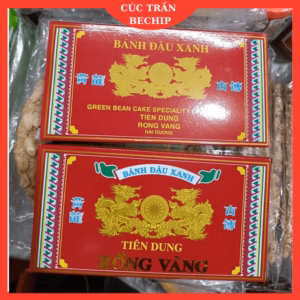 CÚC TRẦN
BECHIP
BÁNH ĐẬU XANH
GREEN BEAN CAKE SPECIALITY
TIEN DUNG
RONG VANG
HAI DUONG
BÁNH ĐẬU XANH
TIÊN DUNG
RỒNG VÀNG